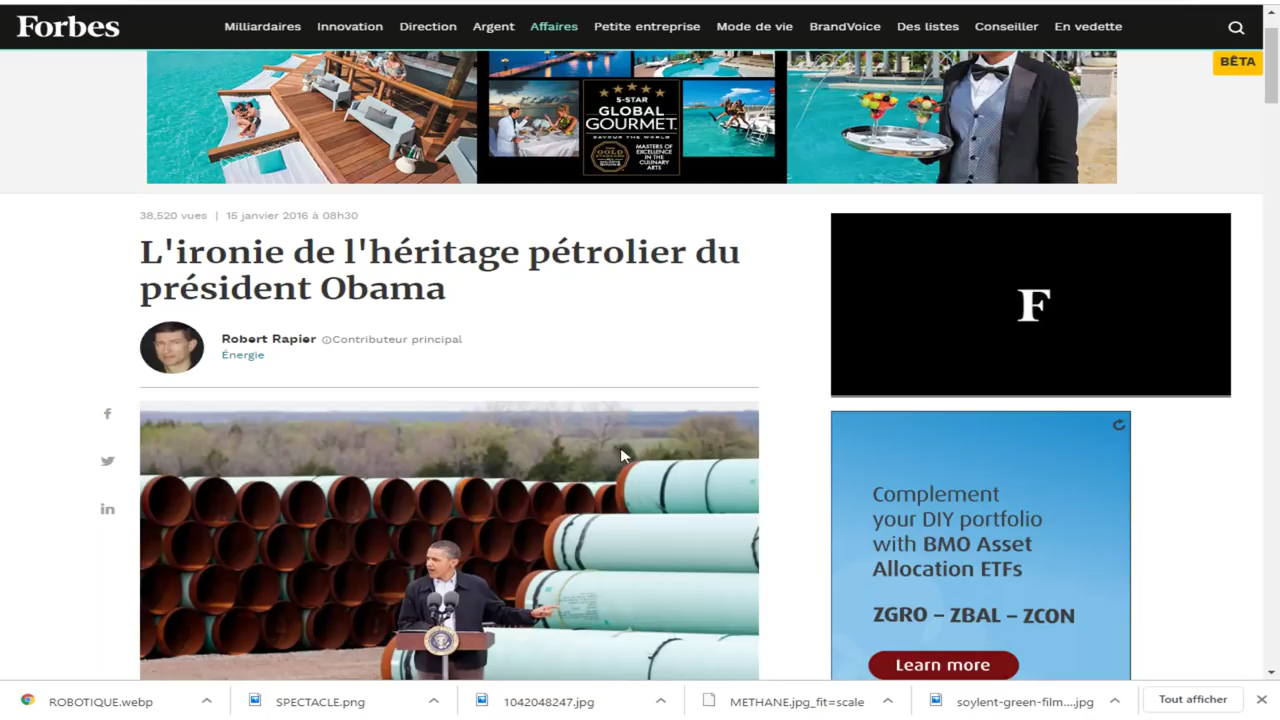 Forbes
Milliardaires Innovation Direction Argent Affaires Petite entreprise Mode de vie BrandVoice Des listes Conseiller En vedette
BÊTA
5-STAR
GLOBAL
GOURMET
SAVOUR THE WORLD
GOLD
MASTERS OF
EXCELLENCE
IN THE
CULINARY
ARTS
38,520 vues | 15 janvier 2016 à 08h30
L'ironie de l'héritage pétrolier du
président Obama
Robert Rapier Contributeur principal
Énergie
F
Complement
your DIY portfolio
with BMO Asset
Allocation ETFs
ZGRO – ZBAL – ZCON
Learn more
ROBOTIQUE.webp
SPECTACLE.png
1042048247.jpg
METHANE.jpg_fit=scale
soylent-green-film....jpg
Tout afficher